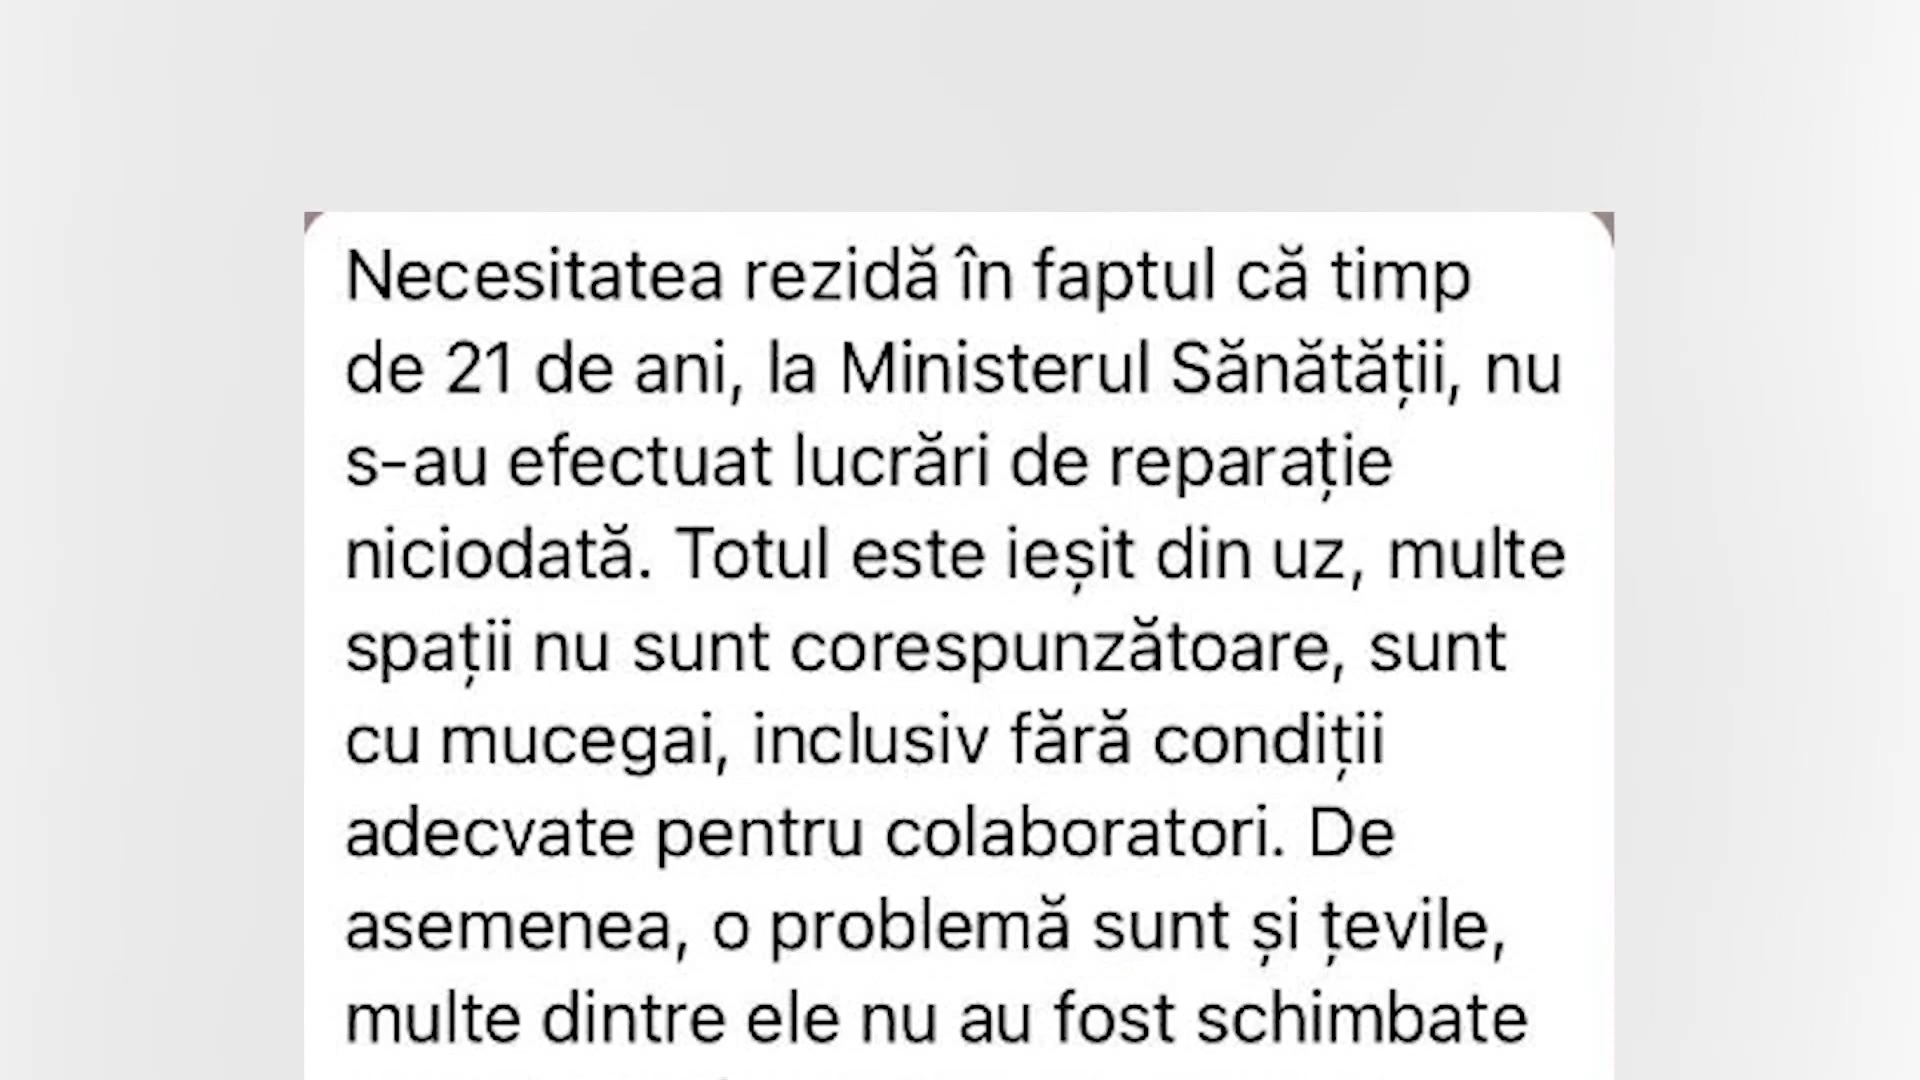 Necesitatea rezidă în faptul că timp
de 21 de ani, la Ministerul Sănătății, nu
s-au efectuat lucrări de reparație
niciodată. Totul este ieșit din uz, multe
spații nu sunt corespunzătoare, sunt
cu mucegai, inclusiv fără condiții
adecvate pentru colaboratori. De
asemenea, o problemă sunt și țevile,
multe dintre ele nu au fost schimbate